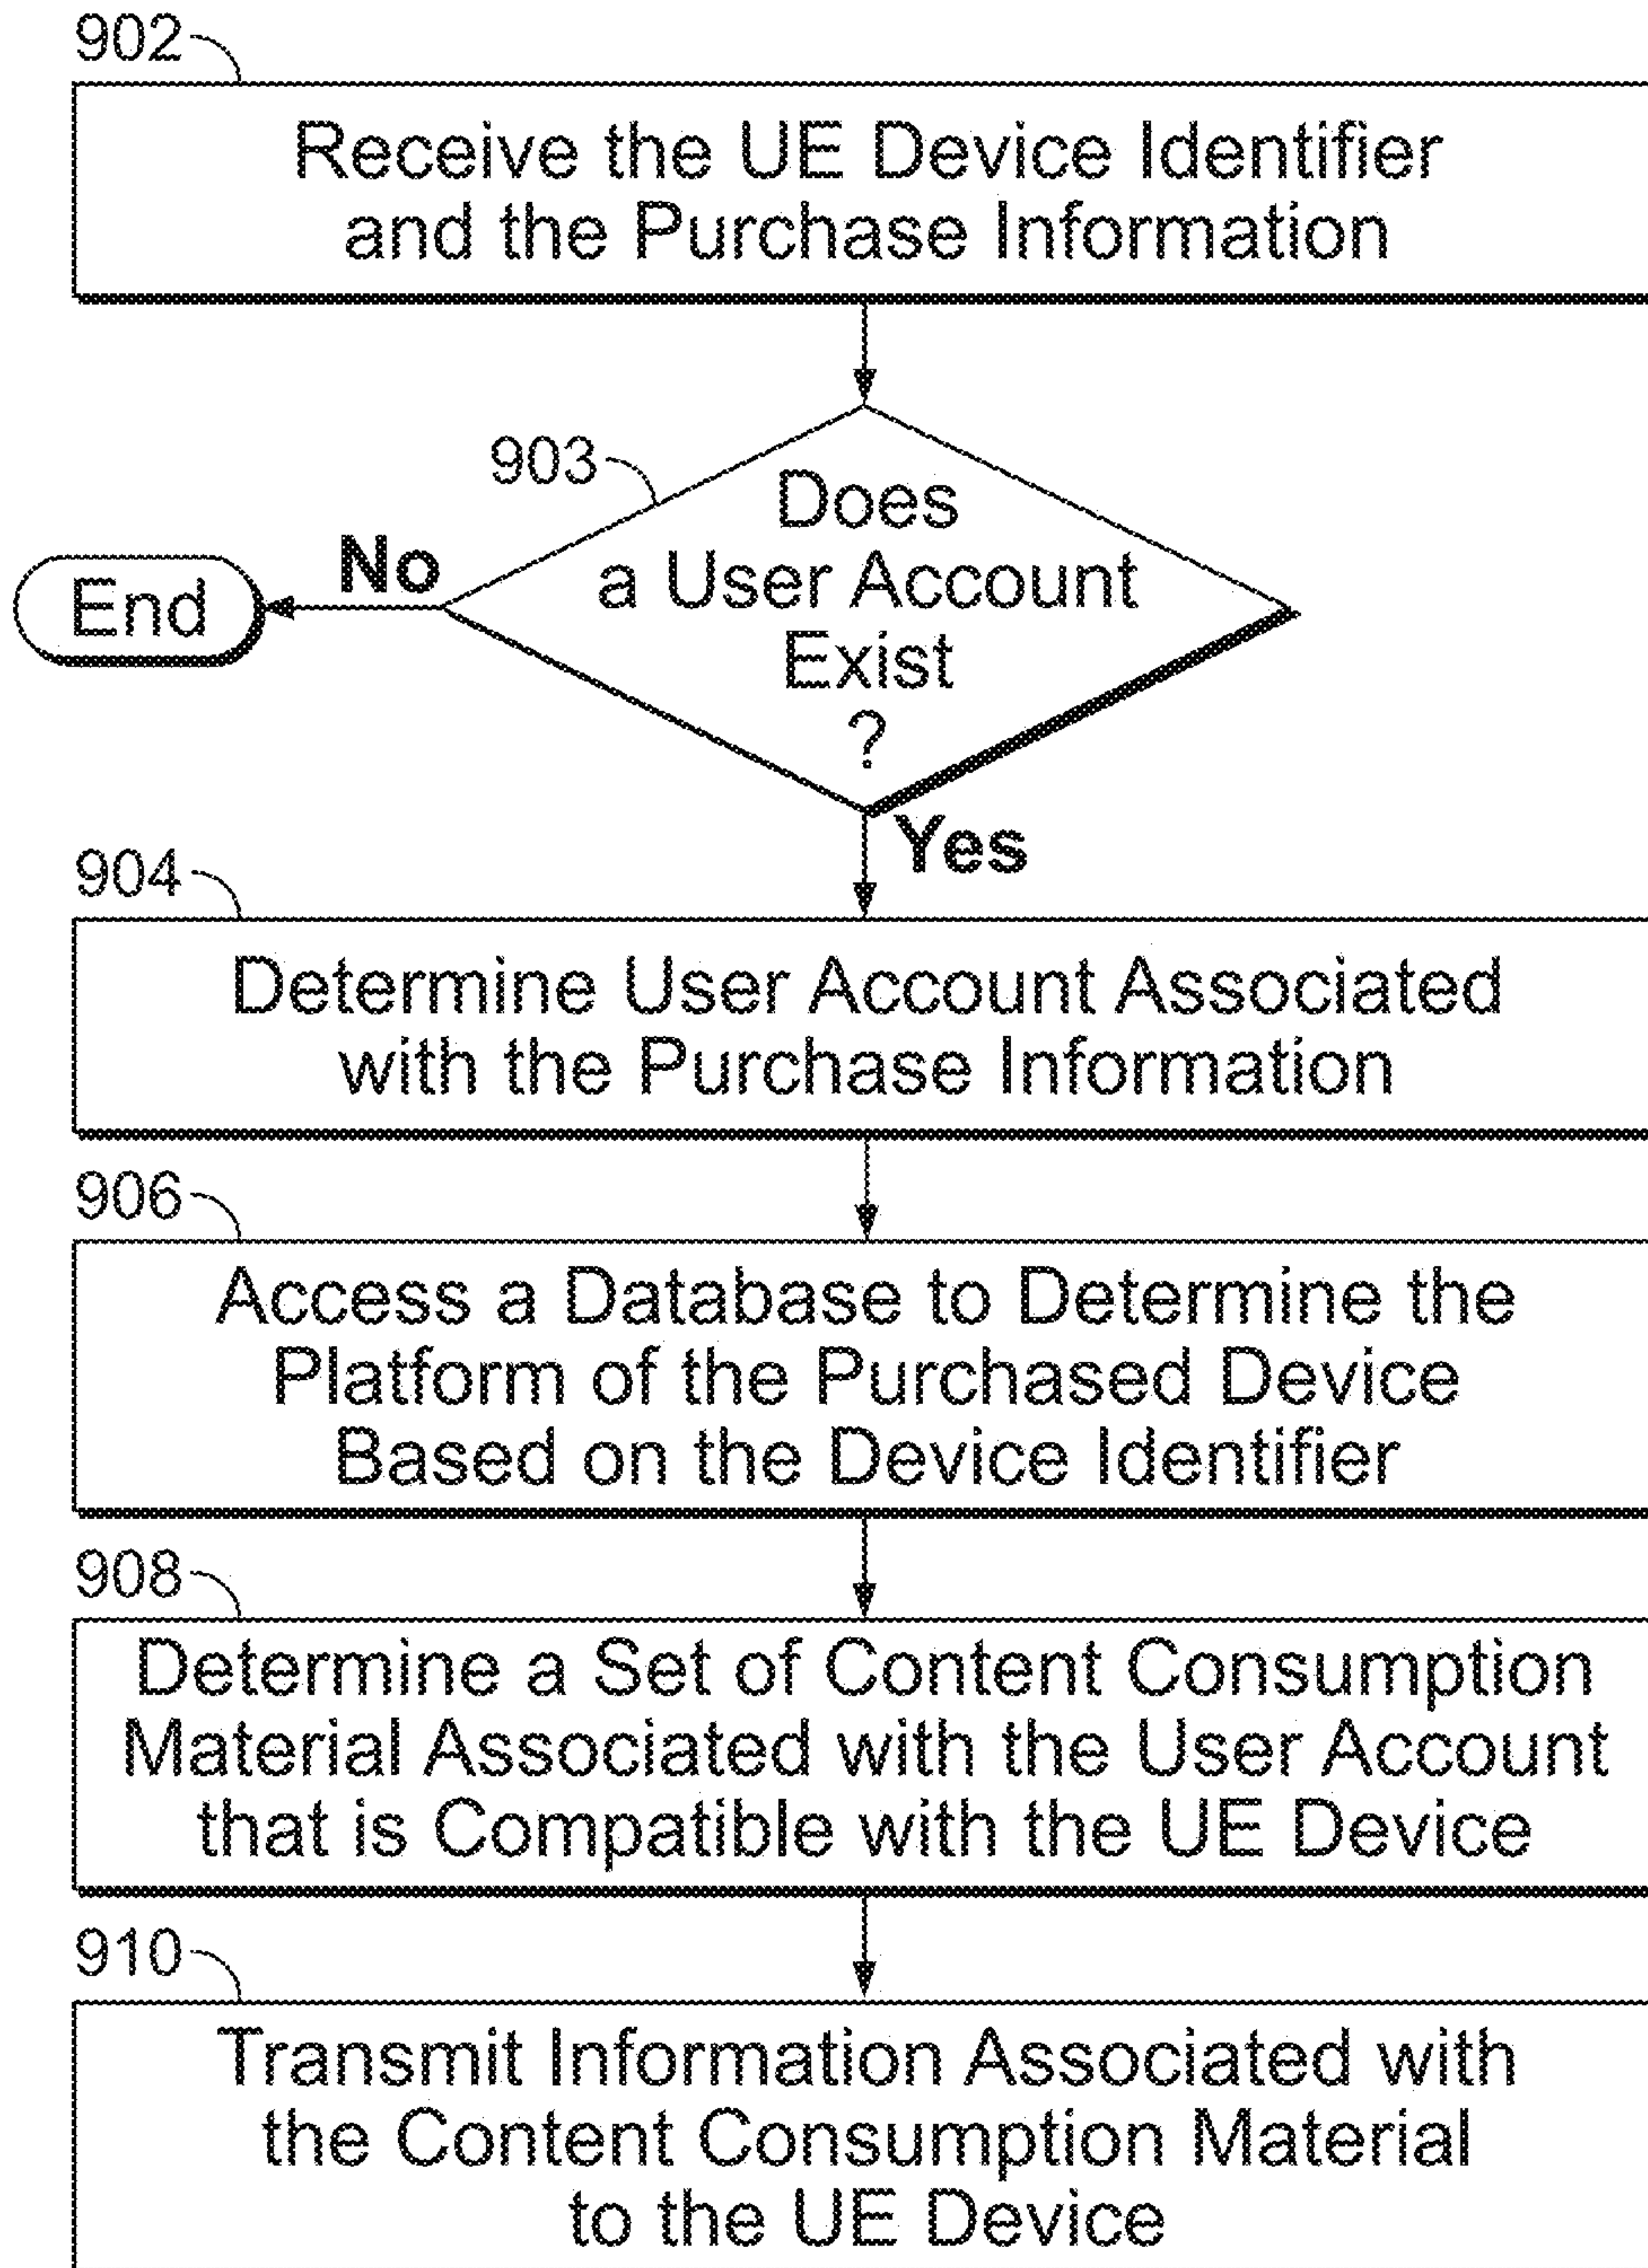 902
Receive the UE Device Identifier
and the Purchase Information
903
Does
a User Account
Exist
?
No
End
Yes
904
Determine User Account Associated
with the Purchase Information
906
Access a Database to Determine the
Platform of the Purchased Device
Based on the Device Identifier
908
Determine a Set of Content Consumption
Material Associated with the User Account
that is Compatible with the UE Device
910
Transmit Information Associated with
the Content Consumption Material
to the UE Device